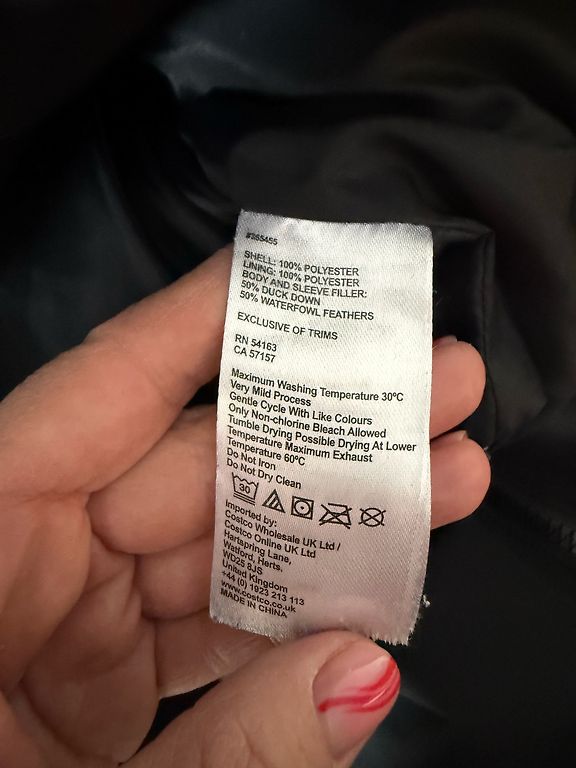 #855455
SHELL: 100% POLYESTER
LINING: 100% POLYESTER
BODY AND SLEEVE FILLER:
50% DUCK DOWN
50% WATERFOWL FEATHERS
EXCLUSIVE OF TRIMS
RN 54163
CA 57157
Maximum Washing Temperature 30ºC
Very Mild Process
Gentle Cycle With Like Colours
Only Non-chlorine Bleach Allowed
Tumble Drying Possible Drying At Lower
Temperature Maximum Exhaust
Temperature 60ºC
Do Not Iron
Do Not Dry Clean
30
Imported by:
Costco Wholesale UK Ltd /
Costco Online UK Ltd
Hartspring Lane,
Watford, Herts,
WD25 8JS
United Kingdom
+44 (0) 1923 213 113
www.costco.co.uk
MADE IN CHINA